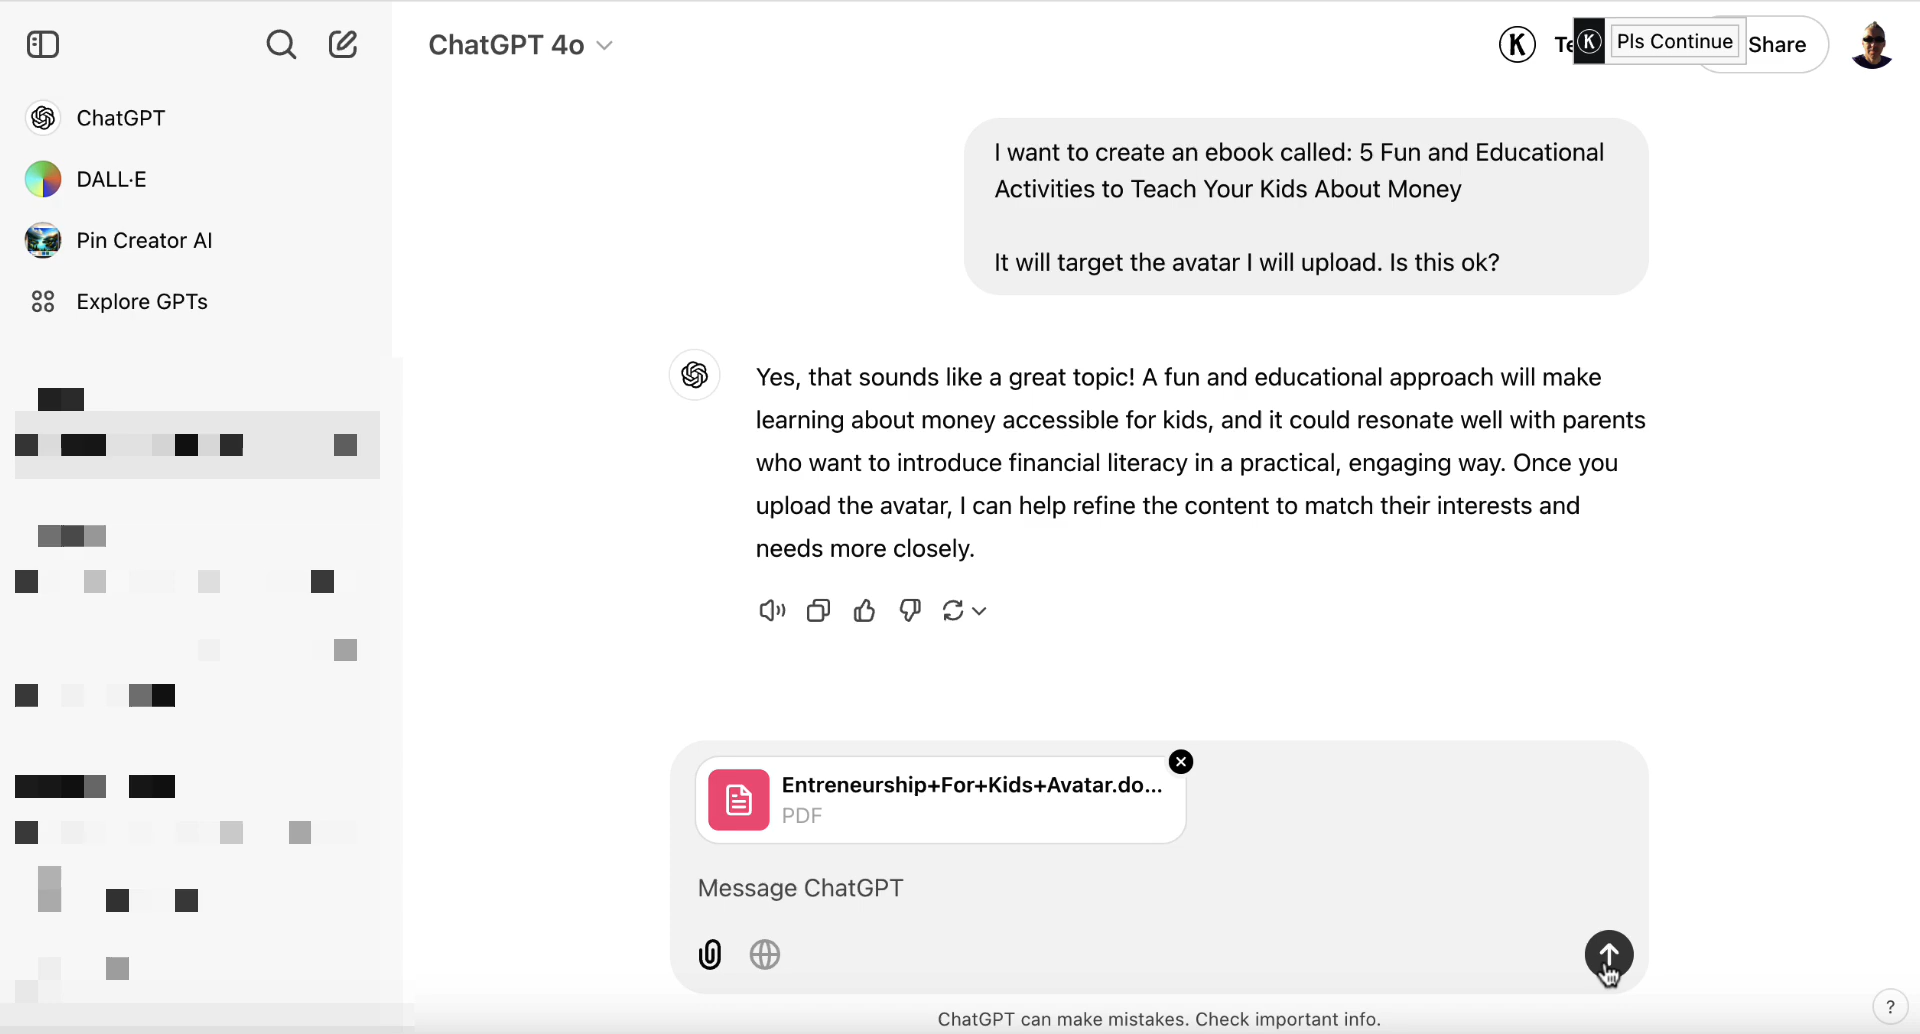 ChatGPT 4o
K
K
Pls Continue
Share
ChatGPT
DALL·E
Pin Creator AI
Explore GPTs
I want to create an ebook called: 5 Fun and Educational
Activities to Teach Your Kids About Money
It will target the avatar I will upload. Is this ok?
Yes, that sounds like a great topic! A fun and educational approach will make
learning about money accessible for kids, and it could resonate well with parents
who want to introduce financial literacy in a practical, engaging way. Once you
upload the avatar, I can help refine the content to match their interests and
needs more closely.
Entreneurship+For+Kids+Avatar.do...
PDF
Message ChatGPT
ChatGPT can make mistakes. Check important info.
?